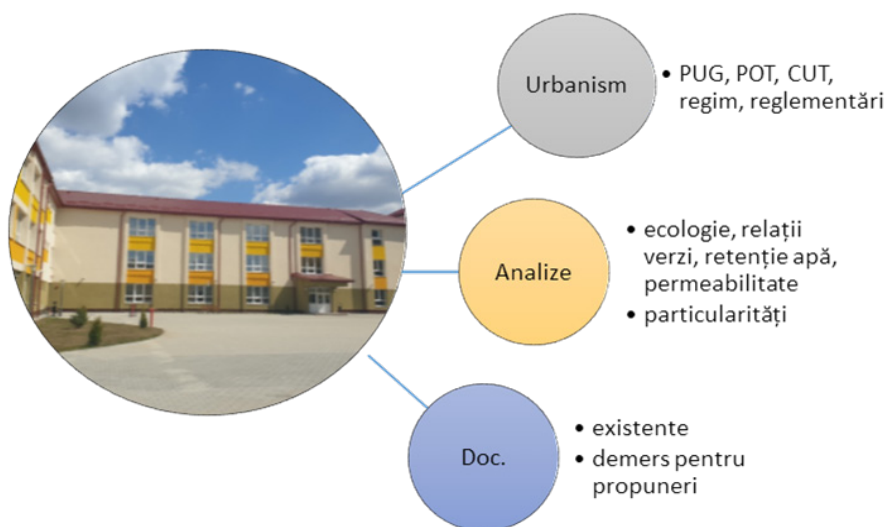 Urbanism
• PUG, POT, CUT,
regim, reglementări
Analize
• ecologie, relații
verzi, retenție apă,
permeabilitate
• particularități
Doc.
• existente
• demers pentru
propuneri